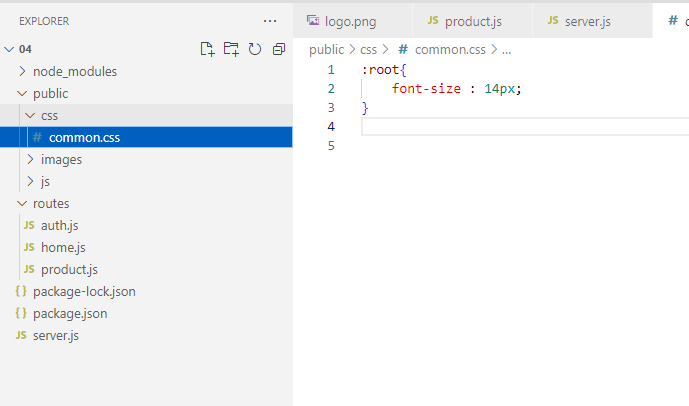 EXPLORER
04
node_modules
public
css
# common.css
images
js
routes
JS auth.js
JS home.js
JS product.js
{} package-lock.json
{} package.json
JS server.js
logo.png JS product.js JS server.js #
public > css > # common.css > ...
1 :root{
2 font-size : 14px;
3 }
4
5